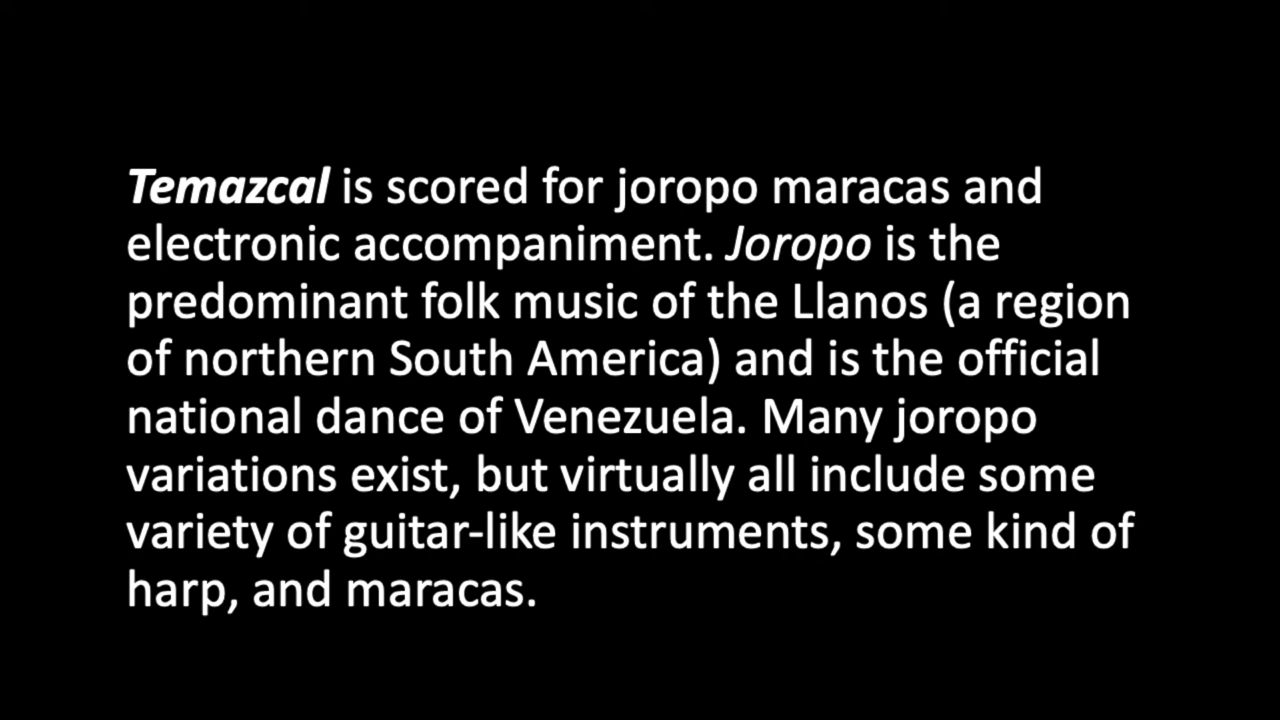 Temazcal is scored for joropo maracas and
electronic accompaniment. Joropo is the
predominant folk music of the Llanos (a region
of northern South America) and is the official
national dance of Venezuela. Many joropo
variations exist, but virtually all include some
variety of guitar-like instruments, some kind of
harp, and maracas.